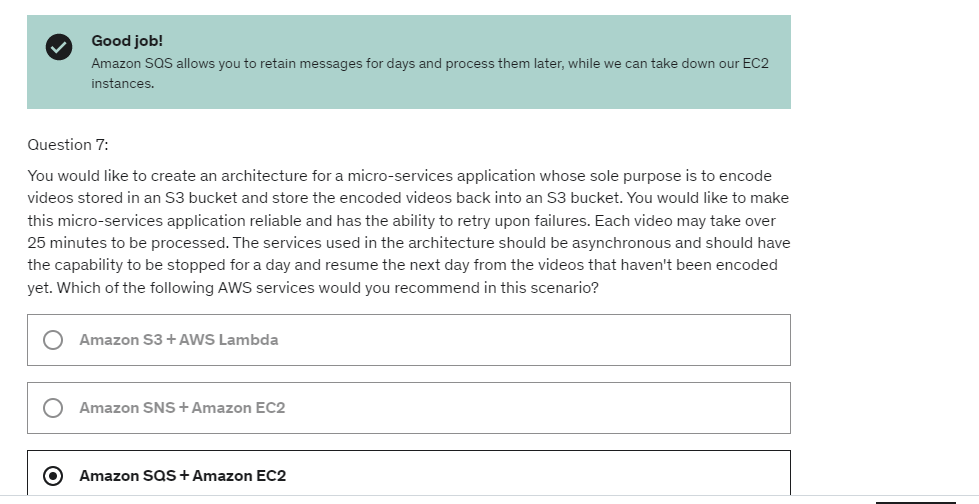 Good job!
Amazon SQS allows you to retain messages for days and process them later, while we can take down our EC2
instances.
Question 7:
You would like to create an architecture for a micro-services application whose sole purpose is to encode
videos stored in an S3 bucket and store the encoded videos back into an S3 bucket. You would like to make
this micro-services application reliable and has the ability to retry upon failures. Each video may take over
25 minutes to be processed. The services used in the architecture should be asynchronous and should have
the capability to be stopped for a day and resume the next day from the videos that haven't been encoded
yet. Which of the following AWS services would you recommend in this scenario?
Amazon S3 + AWS Lambda
Amazon SNS + Amazon EC2
Amazon SQS + Amazon EC2